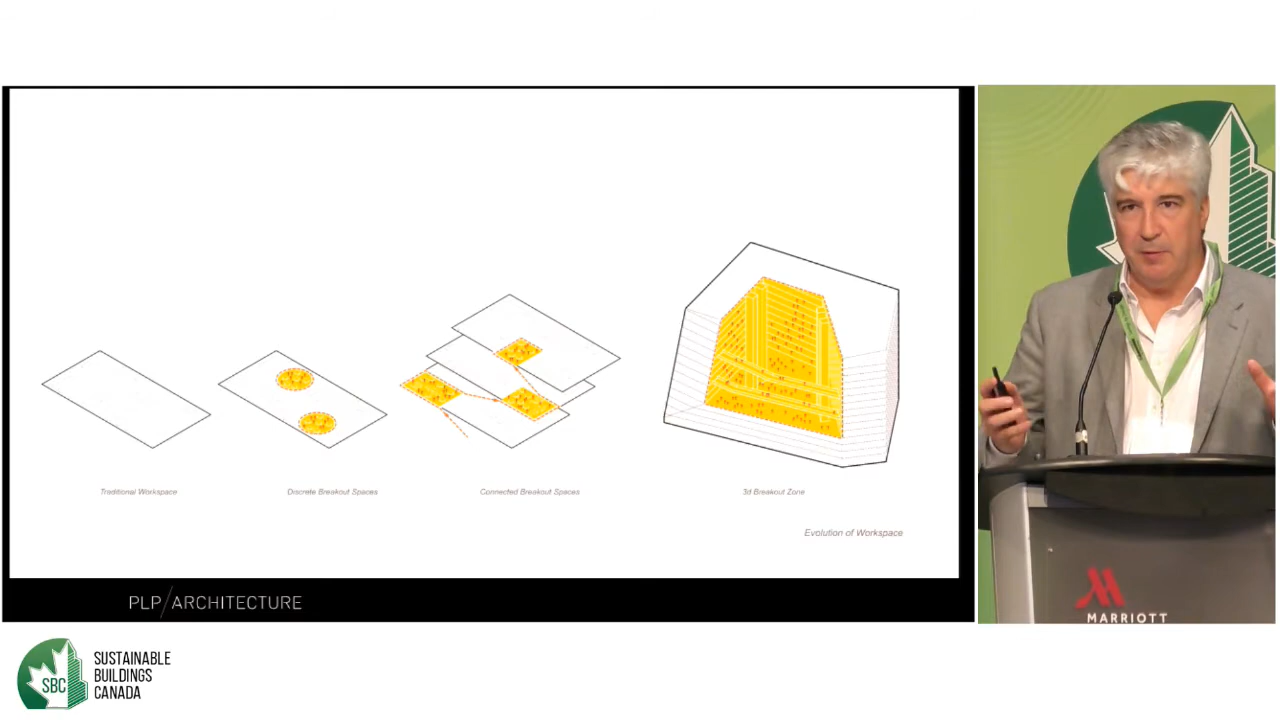 Traditional Workspace
Discrete Breakout Spaces
Connected Breakout Spaces
3d Breakout Zone
Evolution of Workspace
PLP/ARCHITECTURE
MARRIOTT
SBC
SUSTAINABLE
BUILDINGS
CANADA